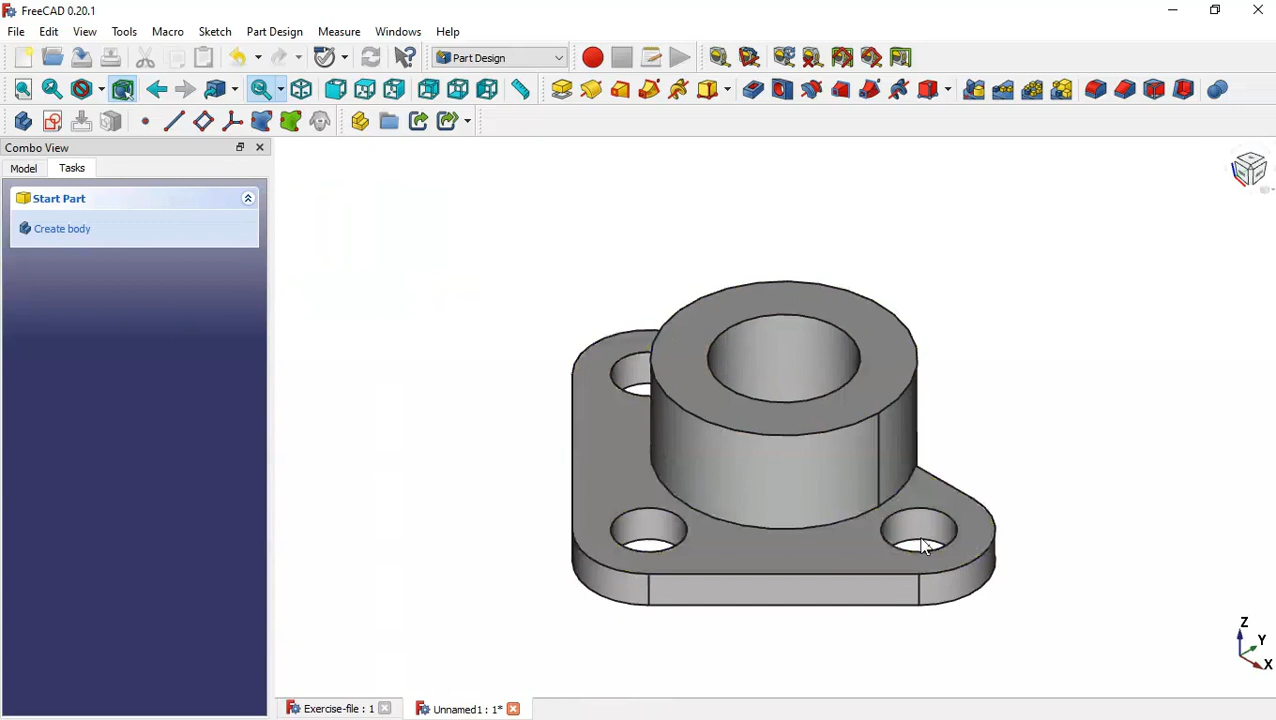 FreeCAD 0.20.1
File Edit View Tools Macro Sketch Part Design Measure Windows Help
Part Design
Combo View
Model Tasks
Start Part
Create body
Z
Y
X
Exercise-file : 1 Unnamed1 : 1*